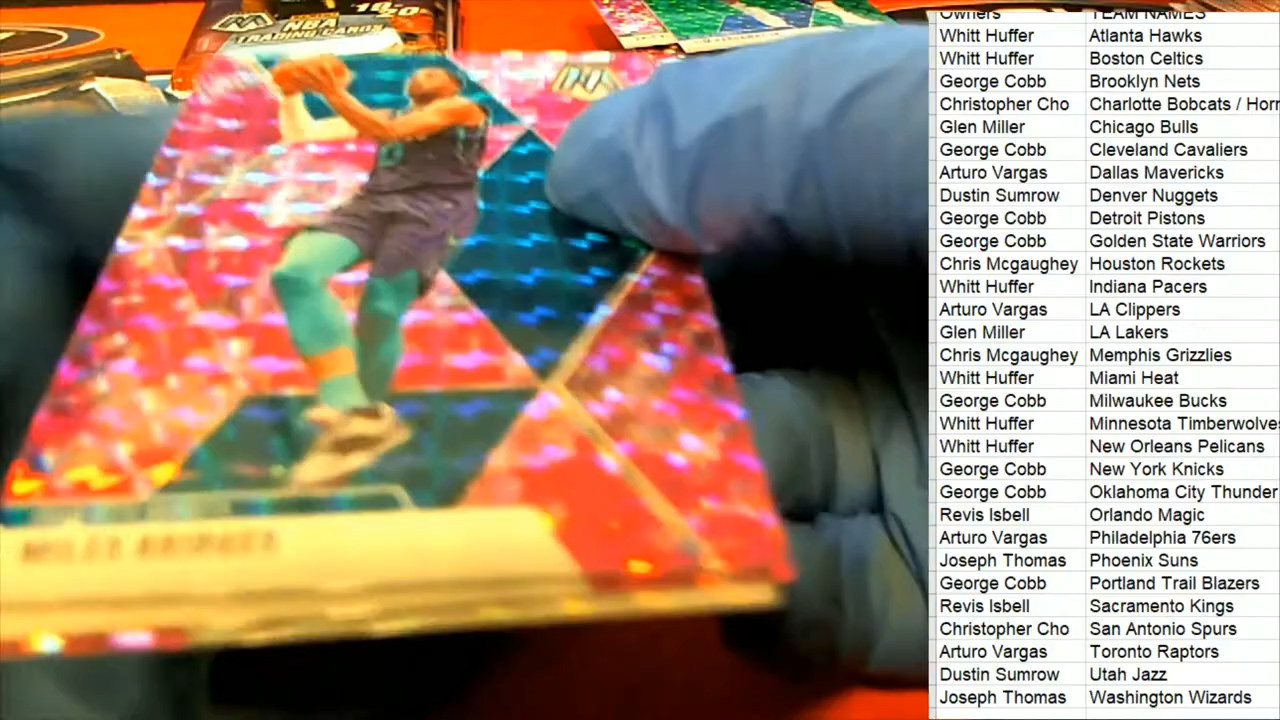 19-20
NBA
TRADING CARDS
MILES BRIDGES
Owners TEAM NAMES
Whitt Huffer Atlanta Hawks
Whitt Huffer Boston Celtics
George Cobb Brooklyn Nets
Christopher Cho Charlotte Bobcats / Horr
Glen Miller Chicago Bulls
George Cobb Cleveland Cavaliers
Arturo Vargas Dallas Mavericks
Dustin Sumrow Denver Nuggets
George Cobb Detroit Pistons
George Cobb Golden State Warriors
Chris Mcgaughey Houston Rockets
Whitt Huffer Indiana Pacers
Arturo Vargas LA Clippers
Glen Miller LA Lakers
Chris Mcgaughey Memphis Grizzlies
Whitt Huffer Miami Heat
George Cobb Milwaukee Bucks
Whitt Huffer Minnesota Timberwolves
Whitt Huffer New Orleans Pelicans
George Cobb New York Knicks
George Cobb Oklahoma City Thunder
Revis Isbell Orlando Magic
Arturo Vargas Philadelphia 76ers
Joseph Thomas Phoenix Suns
George Cobb Portland Trail Blazers
Revis Isbell Sacramento Kings
Christopher Cho San Antonio Spurs
Arturo Vargas Toronto Raptors
Dustin Sumrow Utah Jazz
Joseph Thomas Washington Wizards